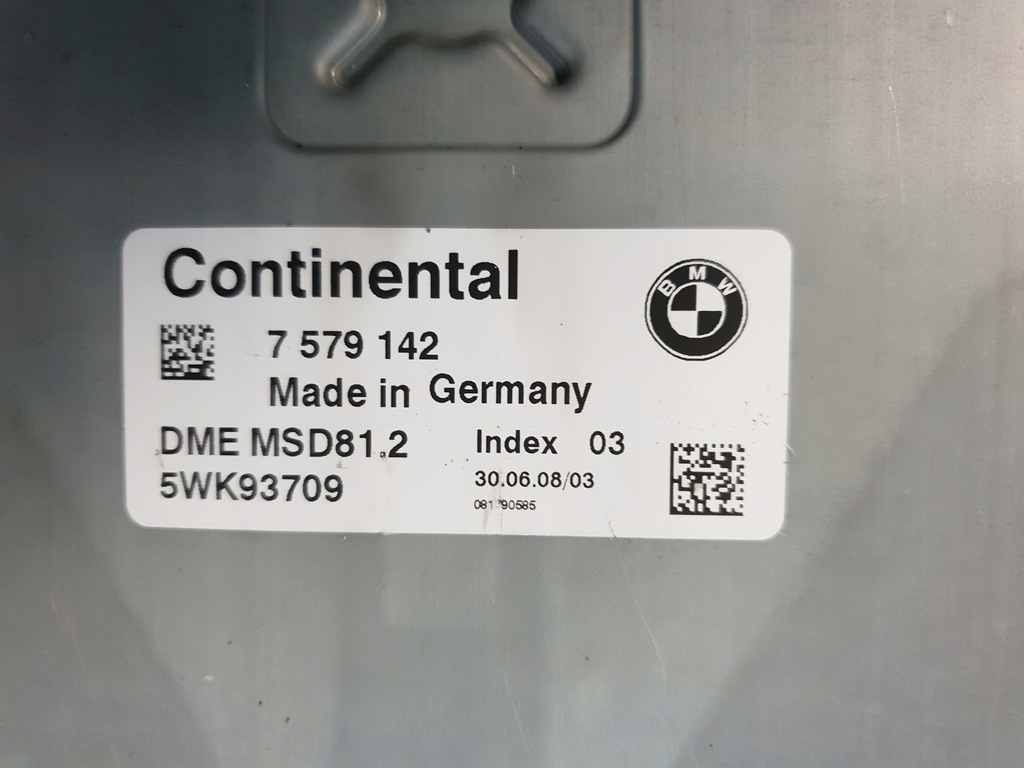 Continental
BMW
7 579 142
Made in Germany
DME MSD81.2 Index 03
5WK93709 30.06.08/03